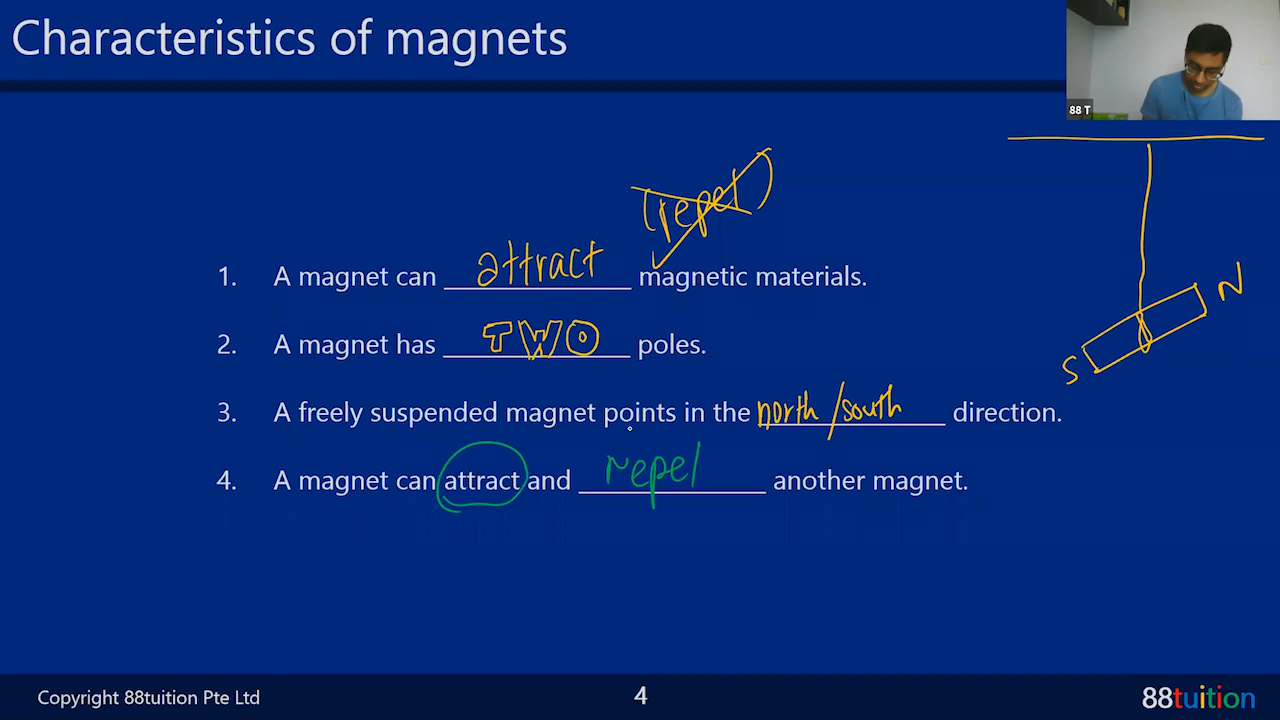 Characteristics of magnets
88 T
(repel)
1. A magnet can attract magnetic materials.
N
2. A magnet has TWO poles.
S
3. A freely suspended magnet points in the north/south direction.
4. A magnet can attract and repel another magnet.
Copyright 88tuition Pte Ltd
4
88tuition